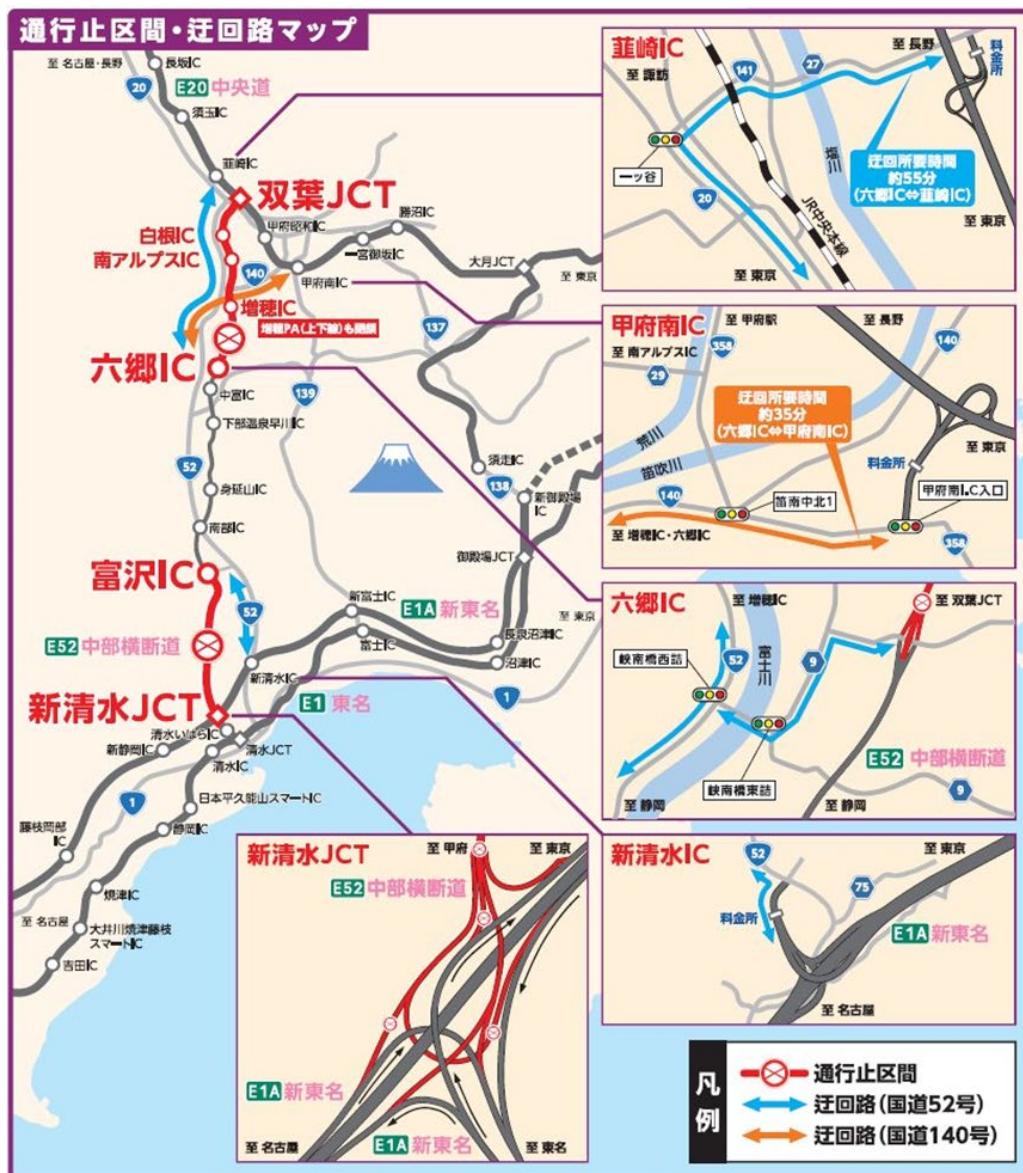 通行止区間・迂回路マップ
至 名古屋・長野
長坂IC
E20 中央道
20
須玉IC
韮崎IC
双葉JCT
白根IC
南アルプスIC
甲府昭和IC
勝沼IC
一宮御坂IC
大月JCT
至 東京
140
甲府南IC
増穂IC
増穂PA(上下線)も閉鎖
137
六郷IC
中富IC
139
下部温泉早川IC
52
須走IC
138
身延山IC
新御殿場
IC
南部IC
御殿場JCT
富沢IC
52
新富士IC
E1A 新東名
至 東京
E52 中部横断道
富士IC
長泉沼津IC
沼津IC
新清水IC
1
新清水JCT
E1 東名
清水いはらIC
新静岡IC
清水JCT
清水IC
1
日本平久能山スマートIC
藤枝岡部
IC
静岡IC
焼津IC
至 名古屋
大井川焼津藤枝
スマートIC
吉田IC
韮崎IC
至 諏訪
141
27
至 長野
料金所
一ッ谷
塩川
迂回所要時間
約55分
(六郷IC⇔韮崎IC)
20
JR中央本線
至 東京
至 東京
甲府南IC
至 甲府駅
至 長野
至 南アルプスIC
358
140
29
迂回所要時間
約35分
(六郷IC⇔甲府南IC)
荒川
笛吹川
至 東京
料金所
140
笛南中北1
甲府南I.C入口
至 増穂IC・六郷IC
358
六郷IC
至 増穂IC
至 双葉JCT
峡南橋西詰
52
富士川
9
E52 中部横断道
至 静岡
峡南橋東詰
至 静岡
9
新清水JCT
至 甲府
至 東京
E52 中部横断道
E1A 新東名
至 名古屋
E1A 新東名
至 東名
新清水IC
52
至 東京
75
料金所
E1A 新東名
至 名古屋
凡例
通行止区間
迂回路(国道52号)
迂回路(国道140号)